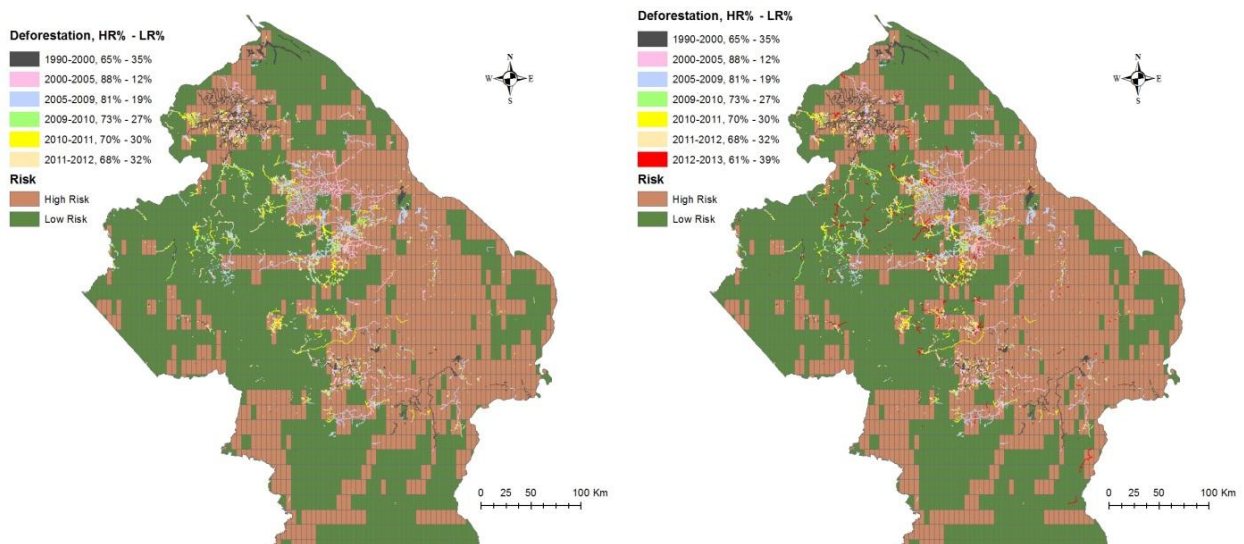 Deforestation, HR% - LR%
1990-2000, 65% - 35%
2000-2005, 88% - 12%
2005-2009, 81% - 19%
2009-2010, 73% - 27%
2010-2011, 70% - 30%
2011-2012, 68% - 32%
Risk
High Risk
Low Risk
N
W E
S
0 25 50 100 Km
Deforestation, HR% - LR%
1990-2000, 65% - 35%
2000-2005, 88% - 12%
2005-2009, 81% - 19%
2009-2010, 73% - 27%
2010-2011, 70% - 30%
2011-2012, 68% - 32%
2012-2013, 61% - 39%
Risk
High Risk
Low Risk
N
W E
S
0 25 50 100 Km